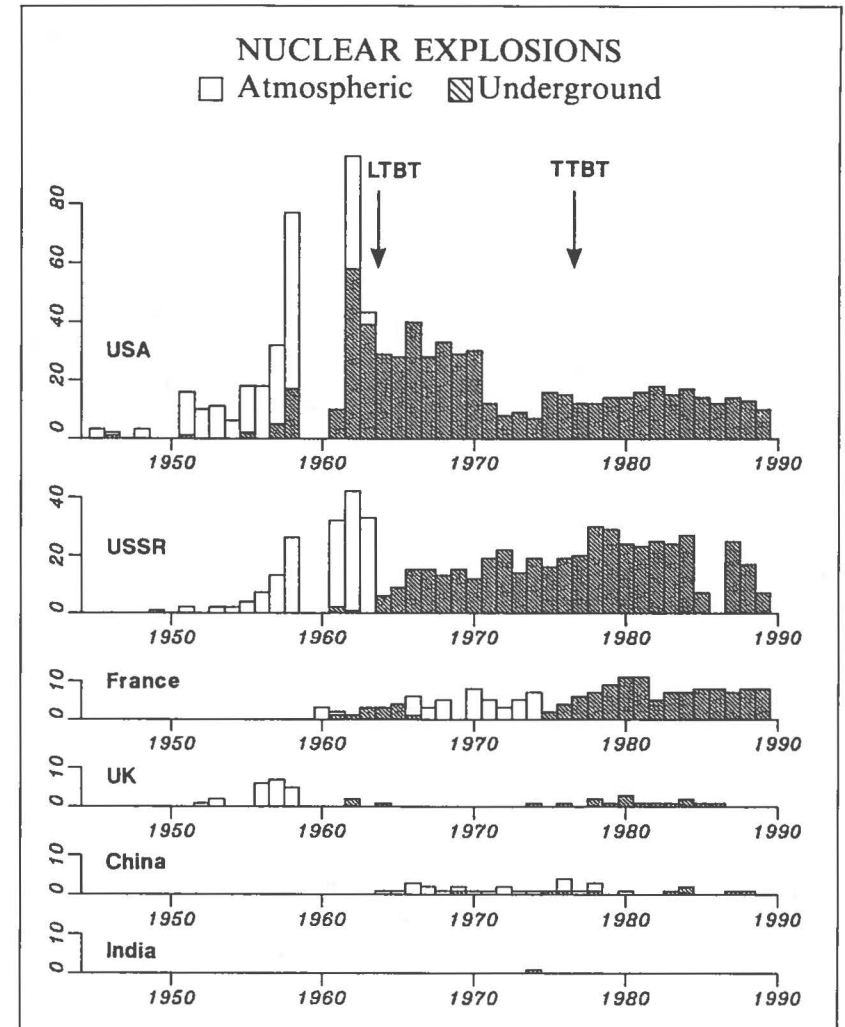 NUCLEAR EXPLOSIONS
Atmospheric Underground
LTBT TTBT
80
60
40
20
0
USA
1950 1960 1970 1980 1990
40
20
0
USSR
1950 1960 1970 1980 1990
10
0
France
1950 1960 1970 1980 1990
10
0
UK
1950 1960 1970 1980 1990
10
0
China
1950 1960 1970 1980 1990
10
0
India
1950 1960 1970 1980 1990